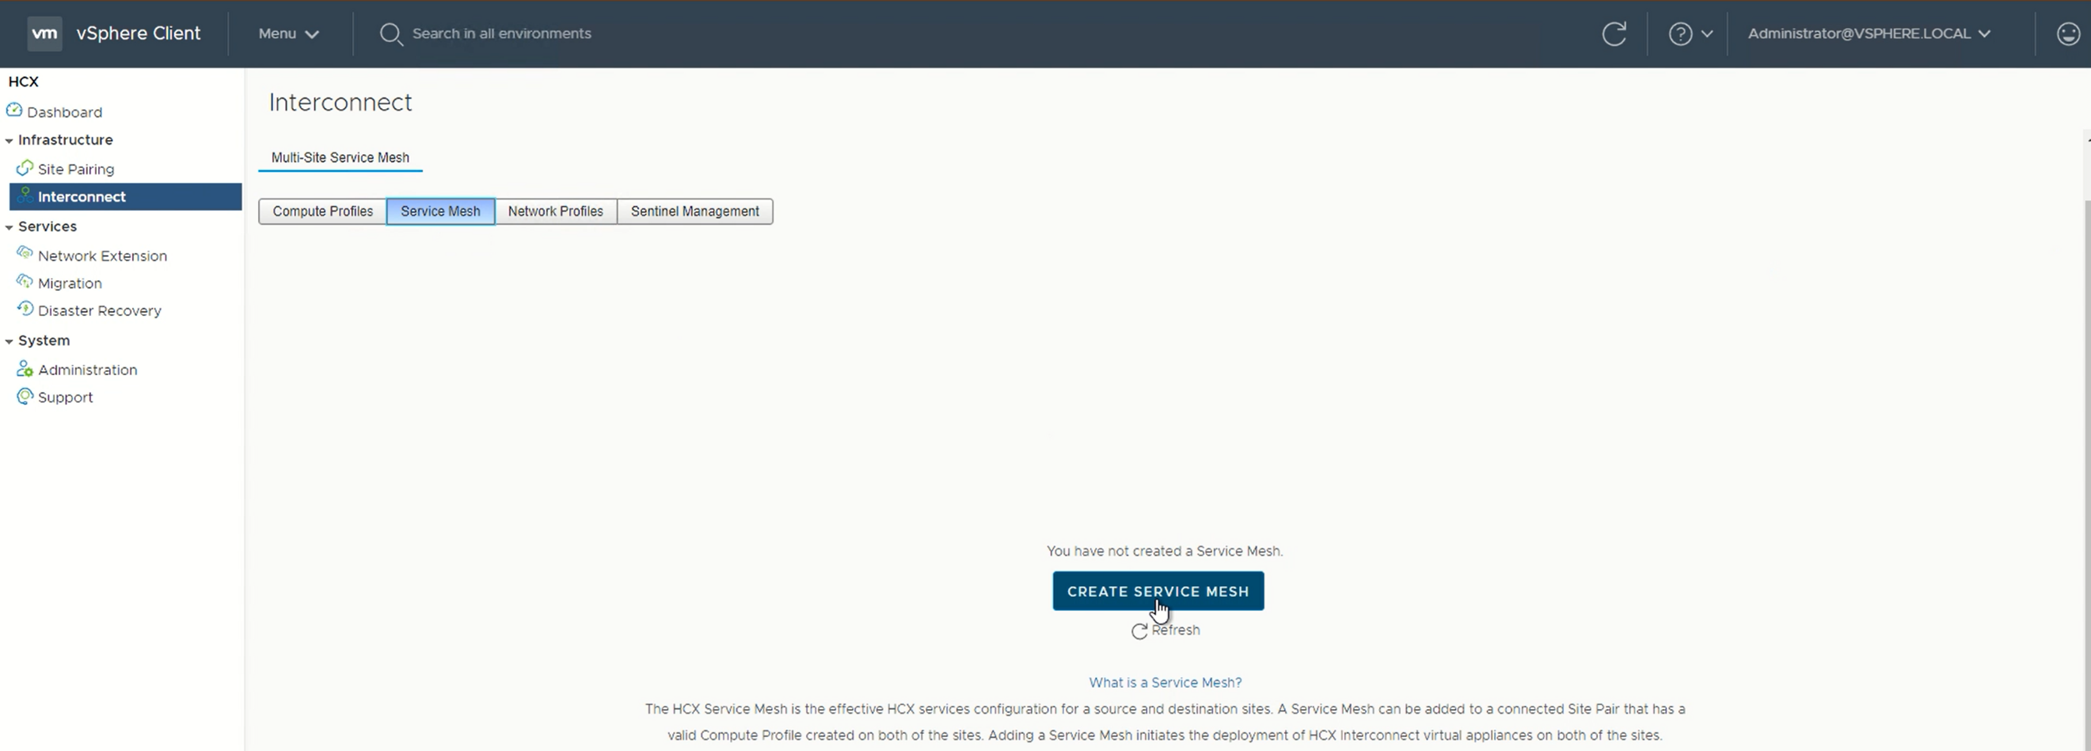 vm vSphere Client Menu Search in all environments Administrator@VSPHERE.LOCAL
HCX
Dashboard
Infrastructure
Site Pairing
Interconnect
Services
Network Extension
Migration
Disaster Recovery
System
Administration
Support
Interconnect
Multi-Site Service Mesh
Compute Profiles Service Mesh Network Profiles Sentinel Management
You have not created a Service Mesh.
CREATE SERVICE MESH
Refresh
What is a Service Mesh?
The HCX Service Mesh is the effective HCX services configuration for a source and destination sites. A Service Mesh can be added to a connected Site Pair that has a
valid Compute Profile created on both of the sites. Adding a Service Mesh initiates the deployment of HCX Interconnect virtual appliances on both of the sites.